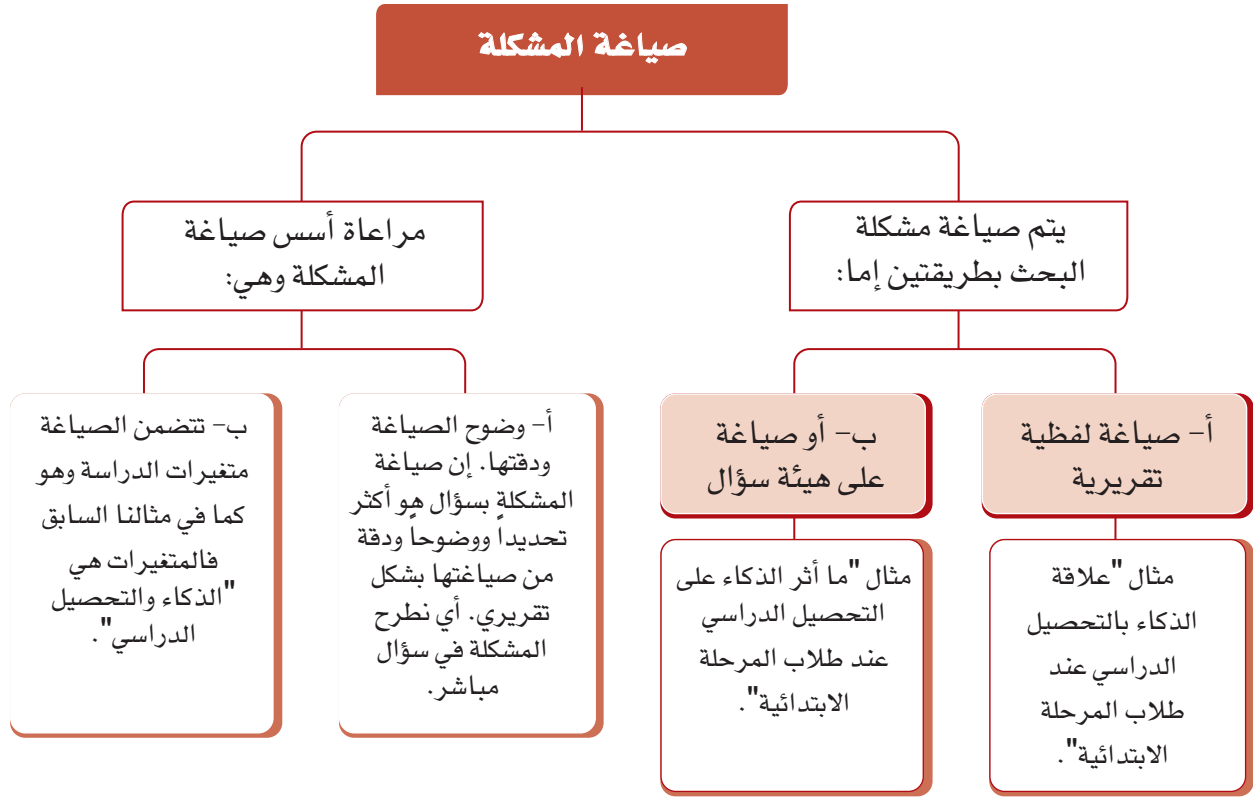 صياغة المشكلة
يتم صياغة مشكلة
البحث بطريقتين إما:
مراعاة أسس صياغة
المشكلة وهي:
أ- صياغة لفظية
تقريرية
ب- أو صياغة
على هيئة سؤال
أ- وضوح الصياغة
ودقتها. إن صياغة
المشكلة بسؤال هو أكثر
تحديداً ووضوحاً ودقة
من صياغتها بشكل
تقريري. أي نطرح
المشكلة في سؤال
مباشر.
ب- تتضمن الصياغة
متغيرات الدراسة وهو
كما في مثالنا السابق
فالمتغيرات هي
"الذكاء والتحصيل
الدراسي".
مثال "علاقة
الذكاء بالتحصيل
الدراسي عند
طلاب المرحلة
الابتدائية".
مثال "ما أثر الذكاء على
التحصيل الدراسي
عند طلاب المرحلة
الابتدائية".